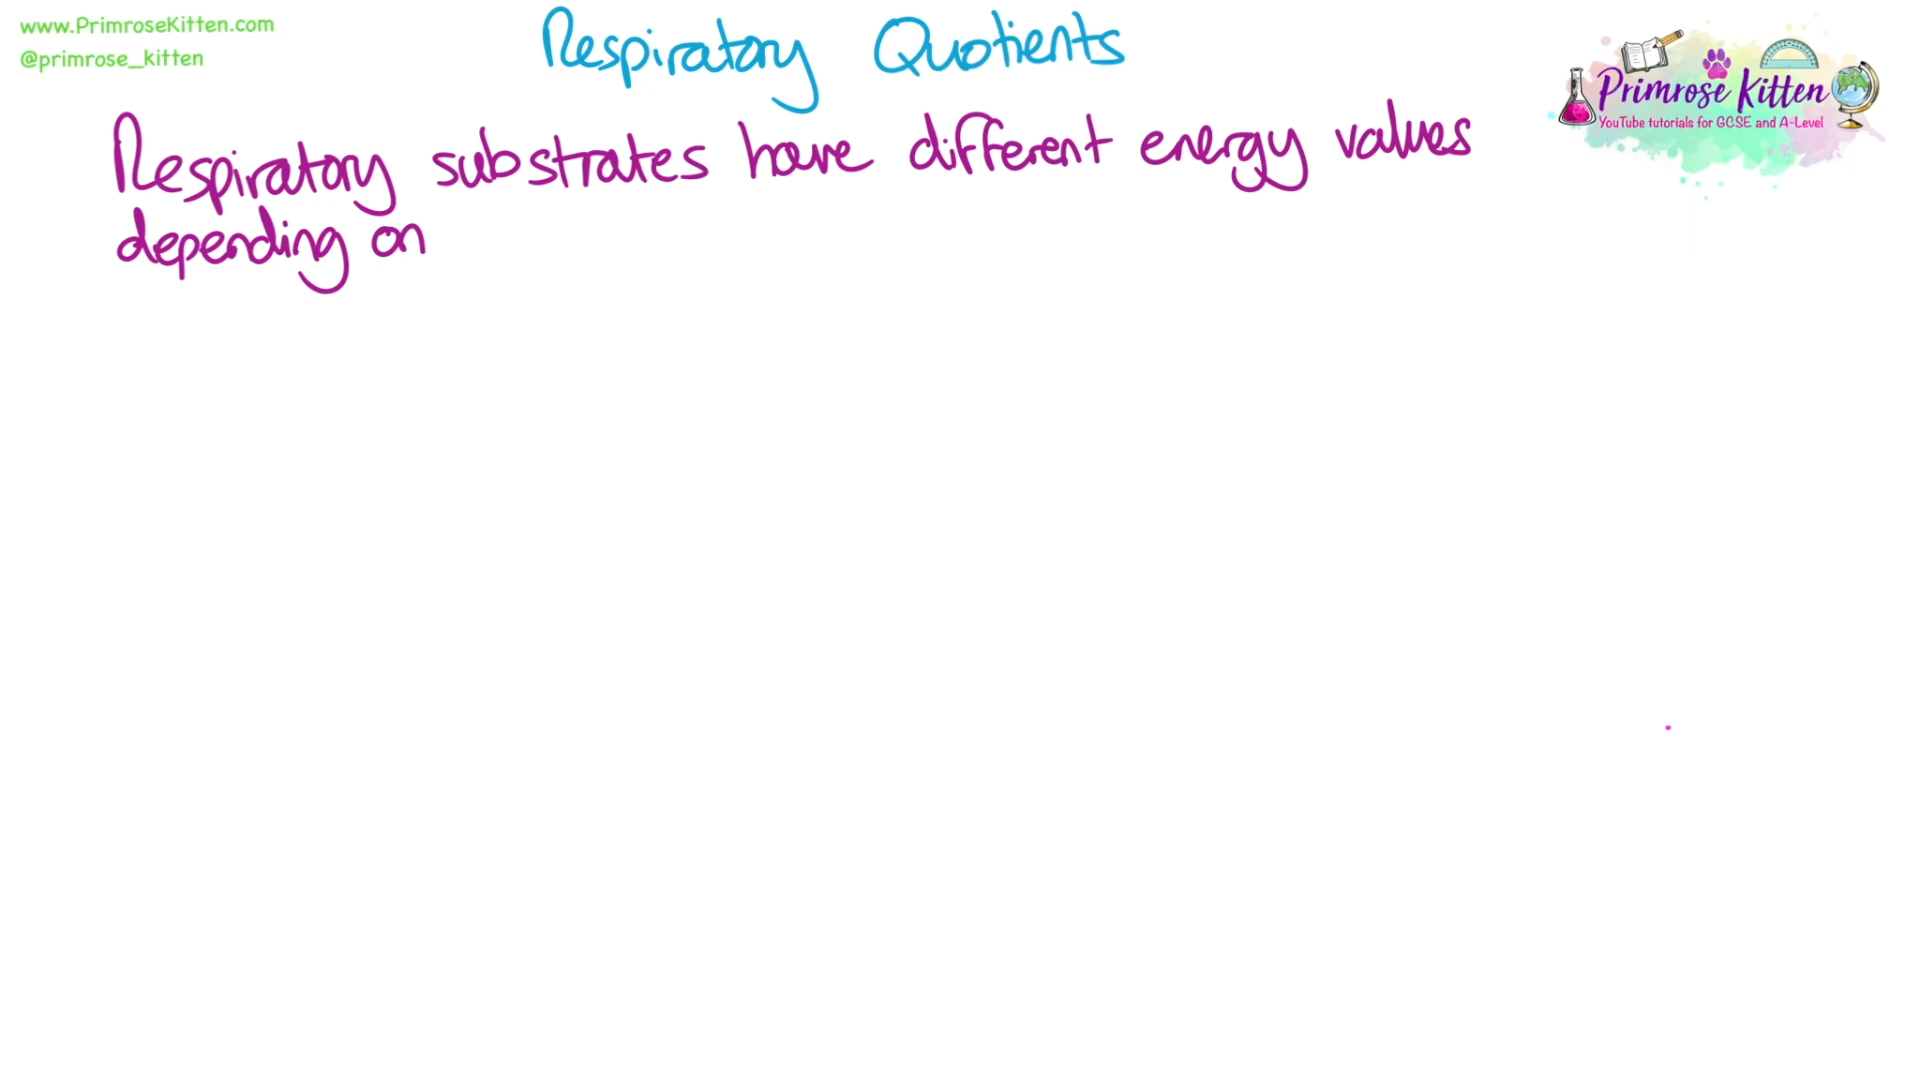 www.PrimroseKitten.com
@primrose_kitten
Respiratory Quotients
Primrose Kitten
YouTube tutorials for GCSE and A-Level
Respiratory substrates have different energy values
depending on